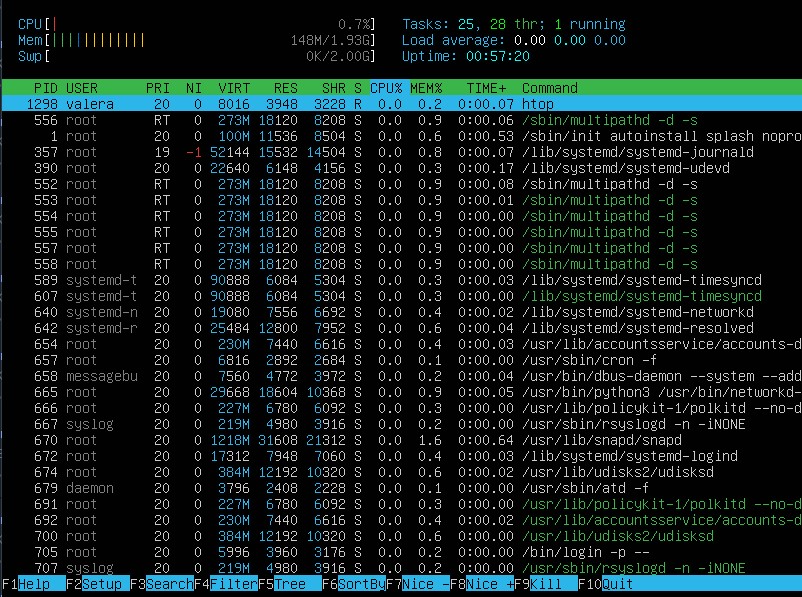 CPU[| 0.7%] Tasks: 25, 28 thr; 1 running
Mem[|||||||||||| 148M/1.93G] Load average: 0.00 0.00 0.00
Swp[ 0K/2.00G] Uptime: 00:57:20
PID USER PRI NI VIRT RES SHR S CPU% MEM% TIME+ Command
1298 valera 20 0 8016 3948 3228 R 0.0 0.2 0:00.07 htop
556 root RT 0 273M 18120 8208 S 0.0 0.9 0:00.06 /sbin/multipathd -d -s
1 root 20 0 100M 11536 8504 S 0.0 0.6 0:00.53 /sbin/init autoinstall splash nopro
357 root 19 -1 52144 15532 14504 S 0.0 0.8 0:00.07 /lib/systemd/systemd-journald
390 root 20 0 22640 6148 4156 S 0.0 0.3 0:00.17 /lib/systemd/systemd-udevd
552 root RT 0 273M 18120 8208 S 0.0 0.9 0:00.08 /sbin/multipathd -d -s
553 root RT 0 273M 18120 8208 S 0.0 0.9 0:00.01 /sbin/multipathd -d -s
554 root RT 0 273M 18120 8208 S 0.0 0.9 0:00.00 /sbin/multipathd -d -s
555 root RT 0 273M 18120 8208 S 0.0 0.9 0:00.00 /sbin/multipathd -d -s
557 root RT 0 273M 18120 8208 S 0.0 0.9 0:00.00 /sbin/multipathd -d -s
558 root RT 0 273M 18120 8208 S 0.0 0.9 0:00.00 /sbin/multipathd -d -s
589 systemd-t 20 0 90888 6084 5304 S 0.0 0.3 0:00.03 /lib/systemd/systemd-timesyncd
607 systemd-t 20 0 90888 6084 5304 S 0.0 0.3 0:00.00 /lib/systemd/systemd-timesyncd
640 systemd-n 20 0 19080 7556 6692 S 0.0 0.4 0:00.02 /lib/systemd/systemd-networkd
642 systemd-r 20 0 25484 12800 7952 S 0.0 0.6 0:00.04 /lib/systemd/systemd-resolved
654 root 20 0 230M 7440 6616 S 0.0 0.4 0:00.03 /usr/lib/accountsservice/accounts-d
657 root 20 0 6816 2892 2684 S 0.0 0.1 0:00.00 /usr/sbin/cron -f
658 messagebu 20 0 7560 4772 3972 S 0.0 0.2 0:00.04 /usr/bin/dbus-daemon --system --add
665 root 20 0 29668 18604 10368 S 0.0 0.9 0:00.05 /usr/bin/python3 /usr/bin/networkd-
666 root 20 0 227M 6780 6092 S 0.0 0.3 0:00.00 /usr/lib/policykit-1/polkitd --no-d
667 syslog 20 0 219M 4980 3916 S 0.0 0.2 0:00.00 /usr/sbin/rsyslogd -n -iNONE
670 root 20 0 1218M 31608 21312 S 0.0 1.6 0:00.64 /usr/lib/snapd/snapd
672 root 20 0 17312 7948 7060 S 0.0 0.4 0:00.03 /lib/systemd/systemd-logind
674 root 20 0 384M 12192 10320 S 0.0 0.6 0:00.02 /usr/lib/udisks2/udisksd
679 daemon 20 0 3796 2408 2228 S 0.0 0.1 0:00.00 /usr/sbin/atd -f
691 root 20 0 227M 6780 6092 S 0.0 0.3 0:00.00 /usr/lib/policykit-1/polkitd --no-d
692 root 20 0 230M 7440 6616 S 0.0 0.4 0:00.02 /usr/lib/accountsservice/accounts-d
700 root 20 0 384M 12192 10320 S 0.0 0.6 0:00.00 /usr/lib/udisks2/udisksd
705 root 20 0 5996 3960 3176 S 0.0 0.2 0:00.00 /bin/login -p --
707 syslog 20 0 219M 4980 3916 S 0.0 0.2 0:00.00 /usr/sbin/rsyslogd -n -iNONE
F1Help F2Setup F3SearchF4FilterF5Tree F6SortByF7Nice -F8Nice +F9Kill F10Quit